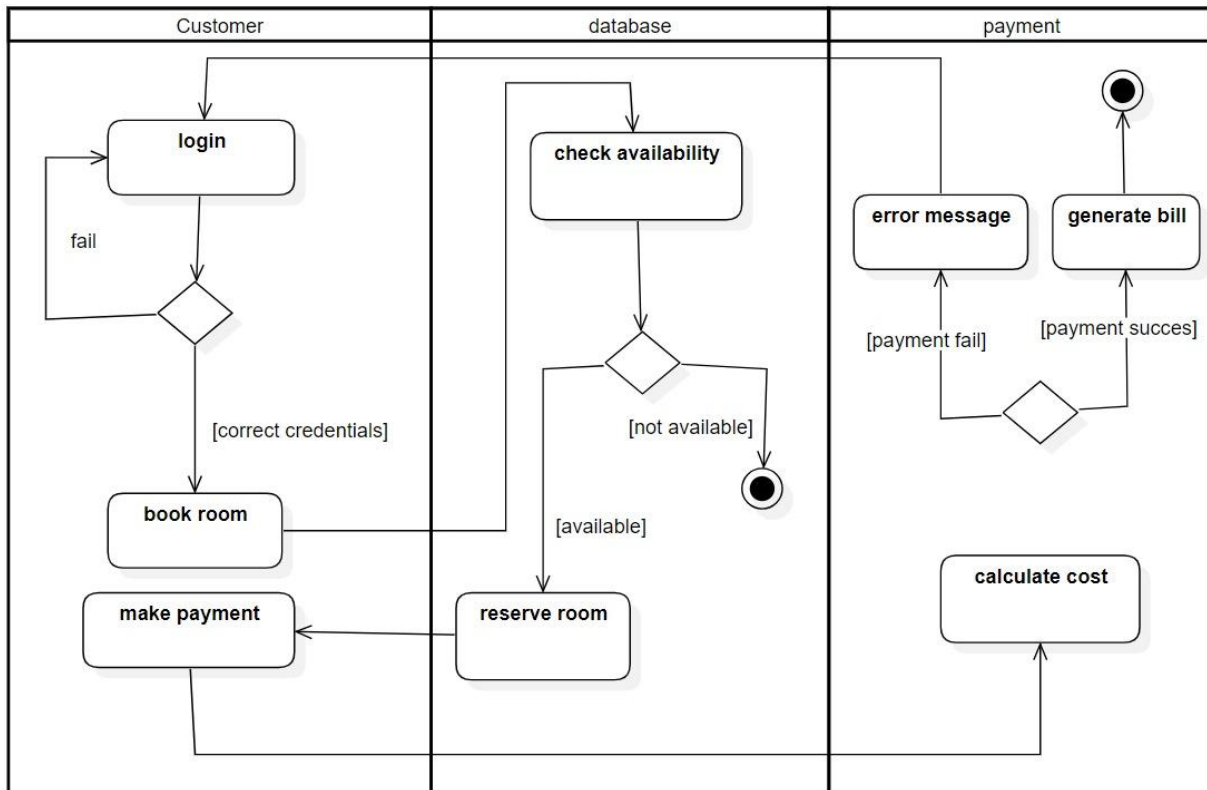 Customer
database
payment
login
check availability
error message
generate bill
fail
[payment fail]
[payment succes]
[correct credentials]
[not available]
book room
[available]
calculate cost
make payment
reserve room